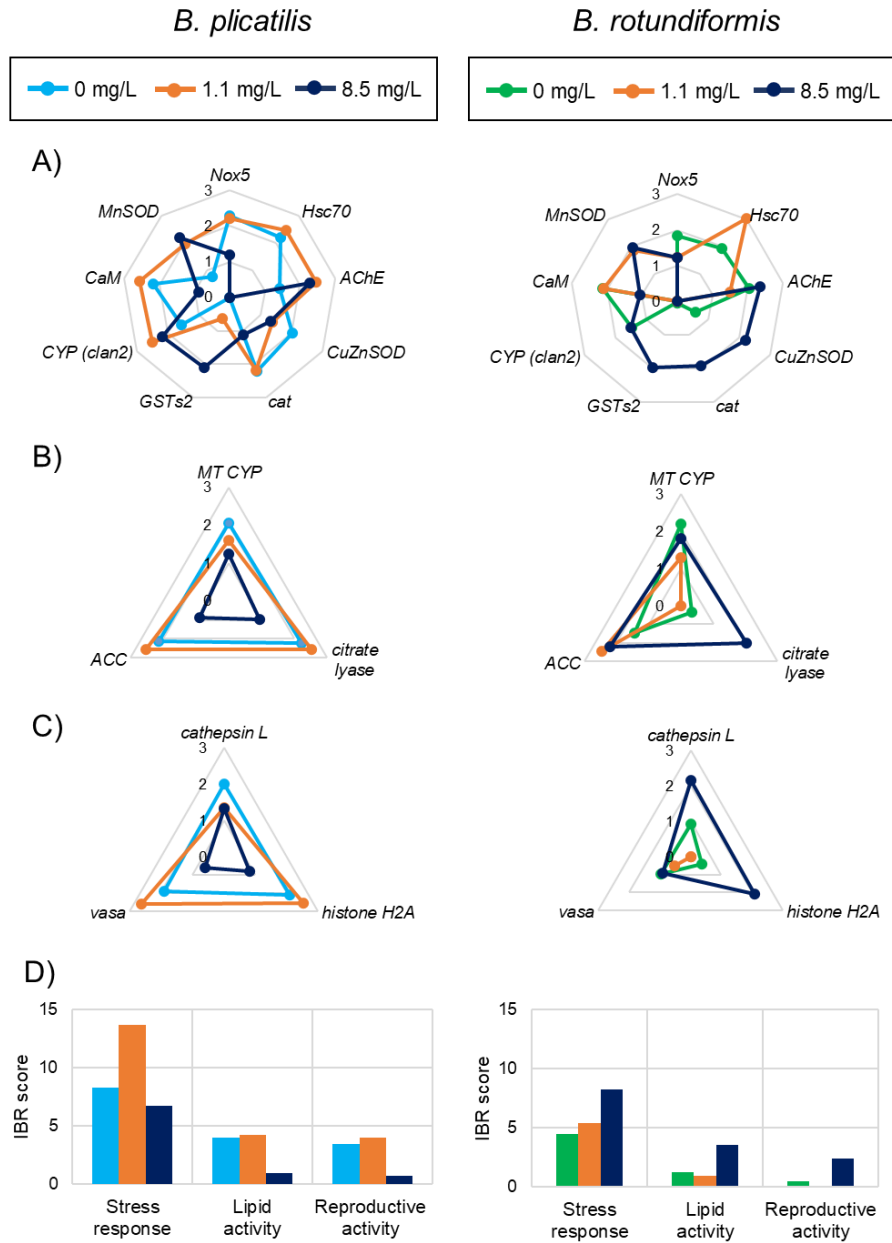 B. plicatilis
B. rotundiformis
0 mg/L 1.1 mg/L 8.5 mg/L
0 mg/L 1.1 mg/L 8.5 mg/L
A)
Nox5
Hsc70
AChE
CuZnSOD
cat
GSTs2
CYP (clan2)
CaM
MnSOD
3
2
1
0
Nox5
Hsc70
AChE
CuZnSOD
cat
GSTs2
CYP (clan2)
CaM
MnSOD
3
2
1
0
B)
MT CYP
3
2
1
0
ACC
citrate
lyase
MT CYP
3
2
1
0
ACC
citrate
lyase
C)
cathepsin L
3
2
1
0
vasa
histone H2A
cathepsin L
3
2
1
0
vasa
histone H2A
D)
IBR score
15
10
5
0
Stress
response
Lipid
activity
Reproductive
activity
IBR score
15
10
5
0
Stress
response
Lipid
activity
Reproductive
activity